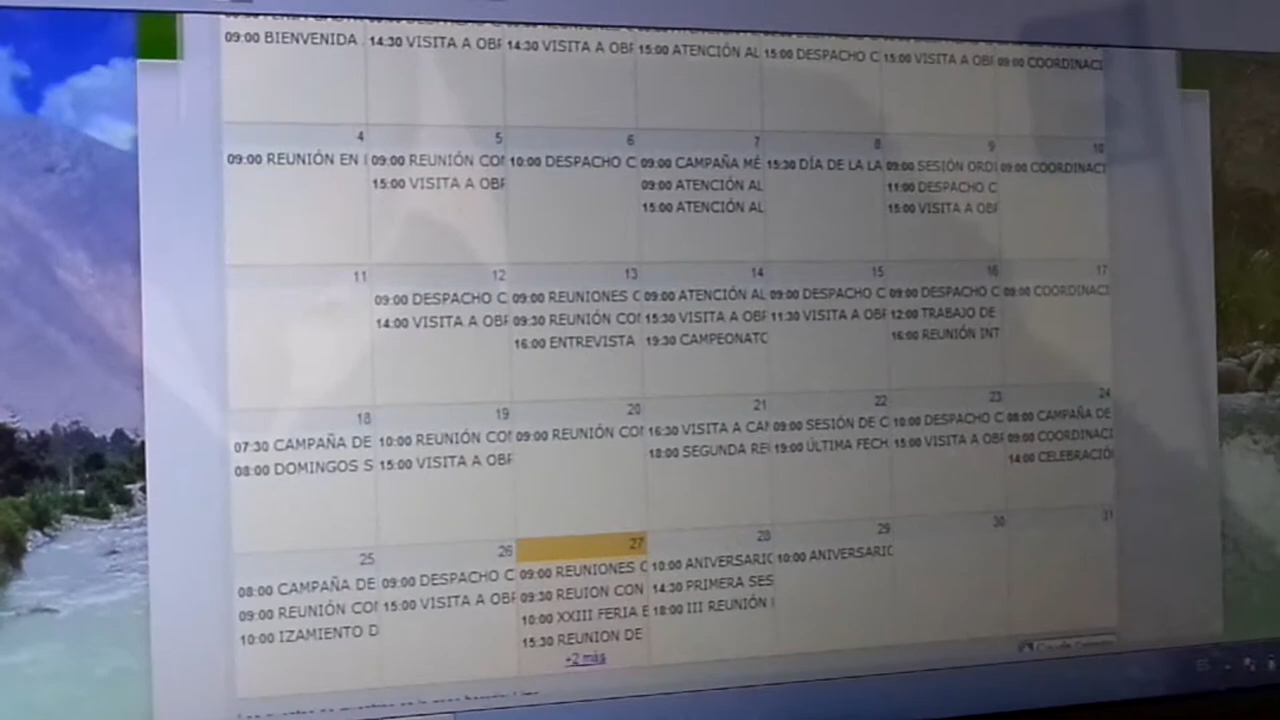 09:00 BIENVENIDA
14:30 VISITA A OBF
14:30 VISITA A OBF
15:00 ATENCIÓN AL
15:00 DESPACHO C
15:00 VISITA A OBF
09:00 COORDINACI
4
5
6
7
8
9
10
09:00 REUNIÓN EN
09:00 REUNIÓN COI
15:00 VISITA A OBF
10:00 DESPACHO C
09:00 CAMPAÑA MÉ
09:00 ATENCIÓN AL
15:00 ATENCIÓN AL
15:30 DÍA DE LA LA
09:00 SESIÓN ORDI
11:00 DESPACHO C
15:00 VISITA A OBF
09:00 COORDINACI
11
12
13
14
15
16
17
09:00 DESPACHO C
14:00 VISITA A OBF
09:00 REUNIONES C
09:30 REUNIÓN COI
16:00 ENTREVISTA
09:00 ATENCIÓN AL
15:30 VISITA A OBF
19:30 CAMPEONATO
09:00 DESPACHO C
11:30 VISITA A OBF
09:00 DESPACHO C
12:00 TRABAJO DE
16:00 REUNIÓN INT
09:00 COORDINACI
18
19
20
21
22
23
24
07:30 CAMPAÑA DE
08:00 DOMINGOS S
10:00 REUNIÓN COI
15:00 VISITA A OBF
09:00 REUNIÓN COI
16:30 VISITA A CAI
18:00 SEGUNDA REI
09:00 SESIÓN DE C
19:00 ÚLTIMA FECH
10:00 DESPACHO C
15:00 VISITA A OBF
08:00 CAMPAÑA DE
09:00 COORDINACI
14:00 CELEBRACIÓ
25
26
27
28
29
30
31
08:00 CAMPAÑA DE
09:00 REUNIÓN COI
10:00 IZAMIENTO D
09:00 DESPACHO C
15:00 VISITA A OBF
09:00 REUNIONES C
09:30 REUION CON
10:00 XXIII FERIA E
15:30 REUNION DE
+2 más
10:00 ANIVERSARIC
14:30 PRIMERA SES
18:00 III REUNIÓN
10:00 ANIVERSARIC